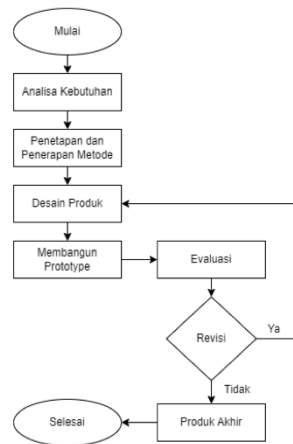 Mulai
Analisa Kebutuhan
Penetapan dan
Penerapan Metode
Desain Produk
Membangun
Prototype
Evaluasi
Revisi
Ya
Tidak
Selesai
Produk Akhir